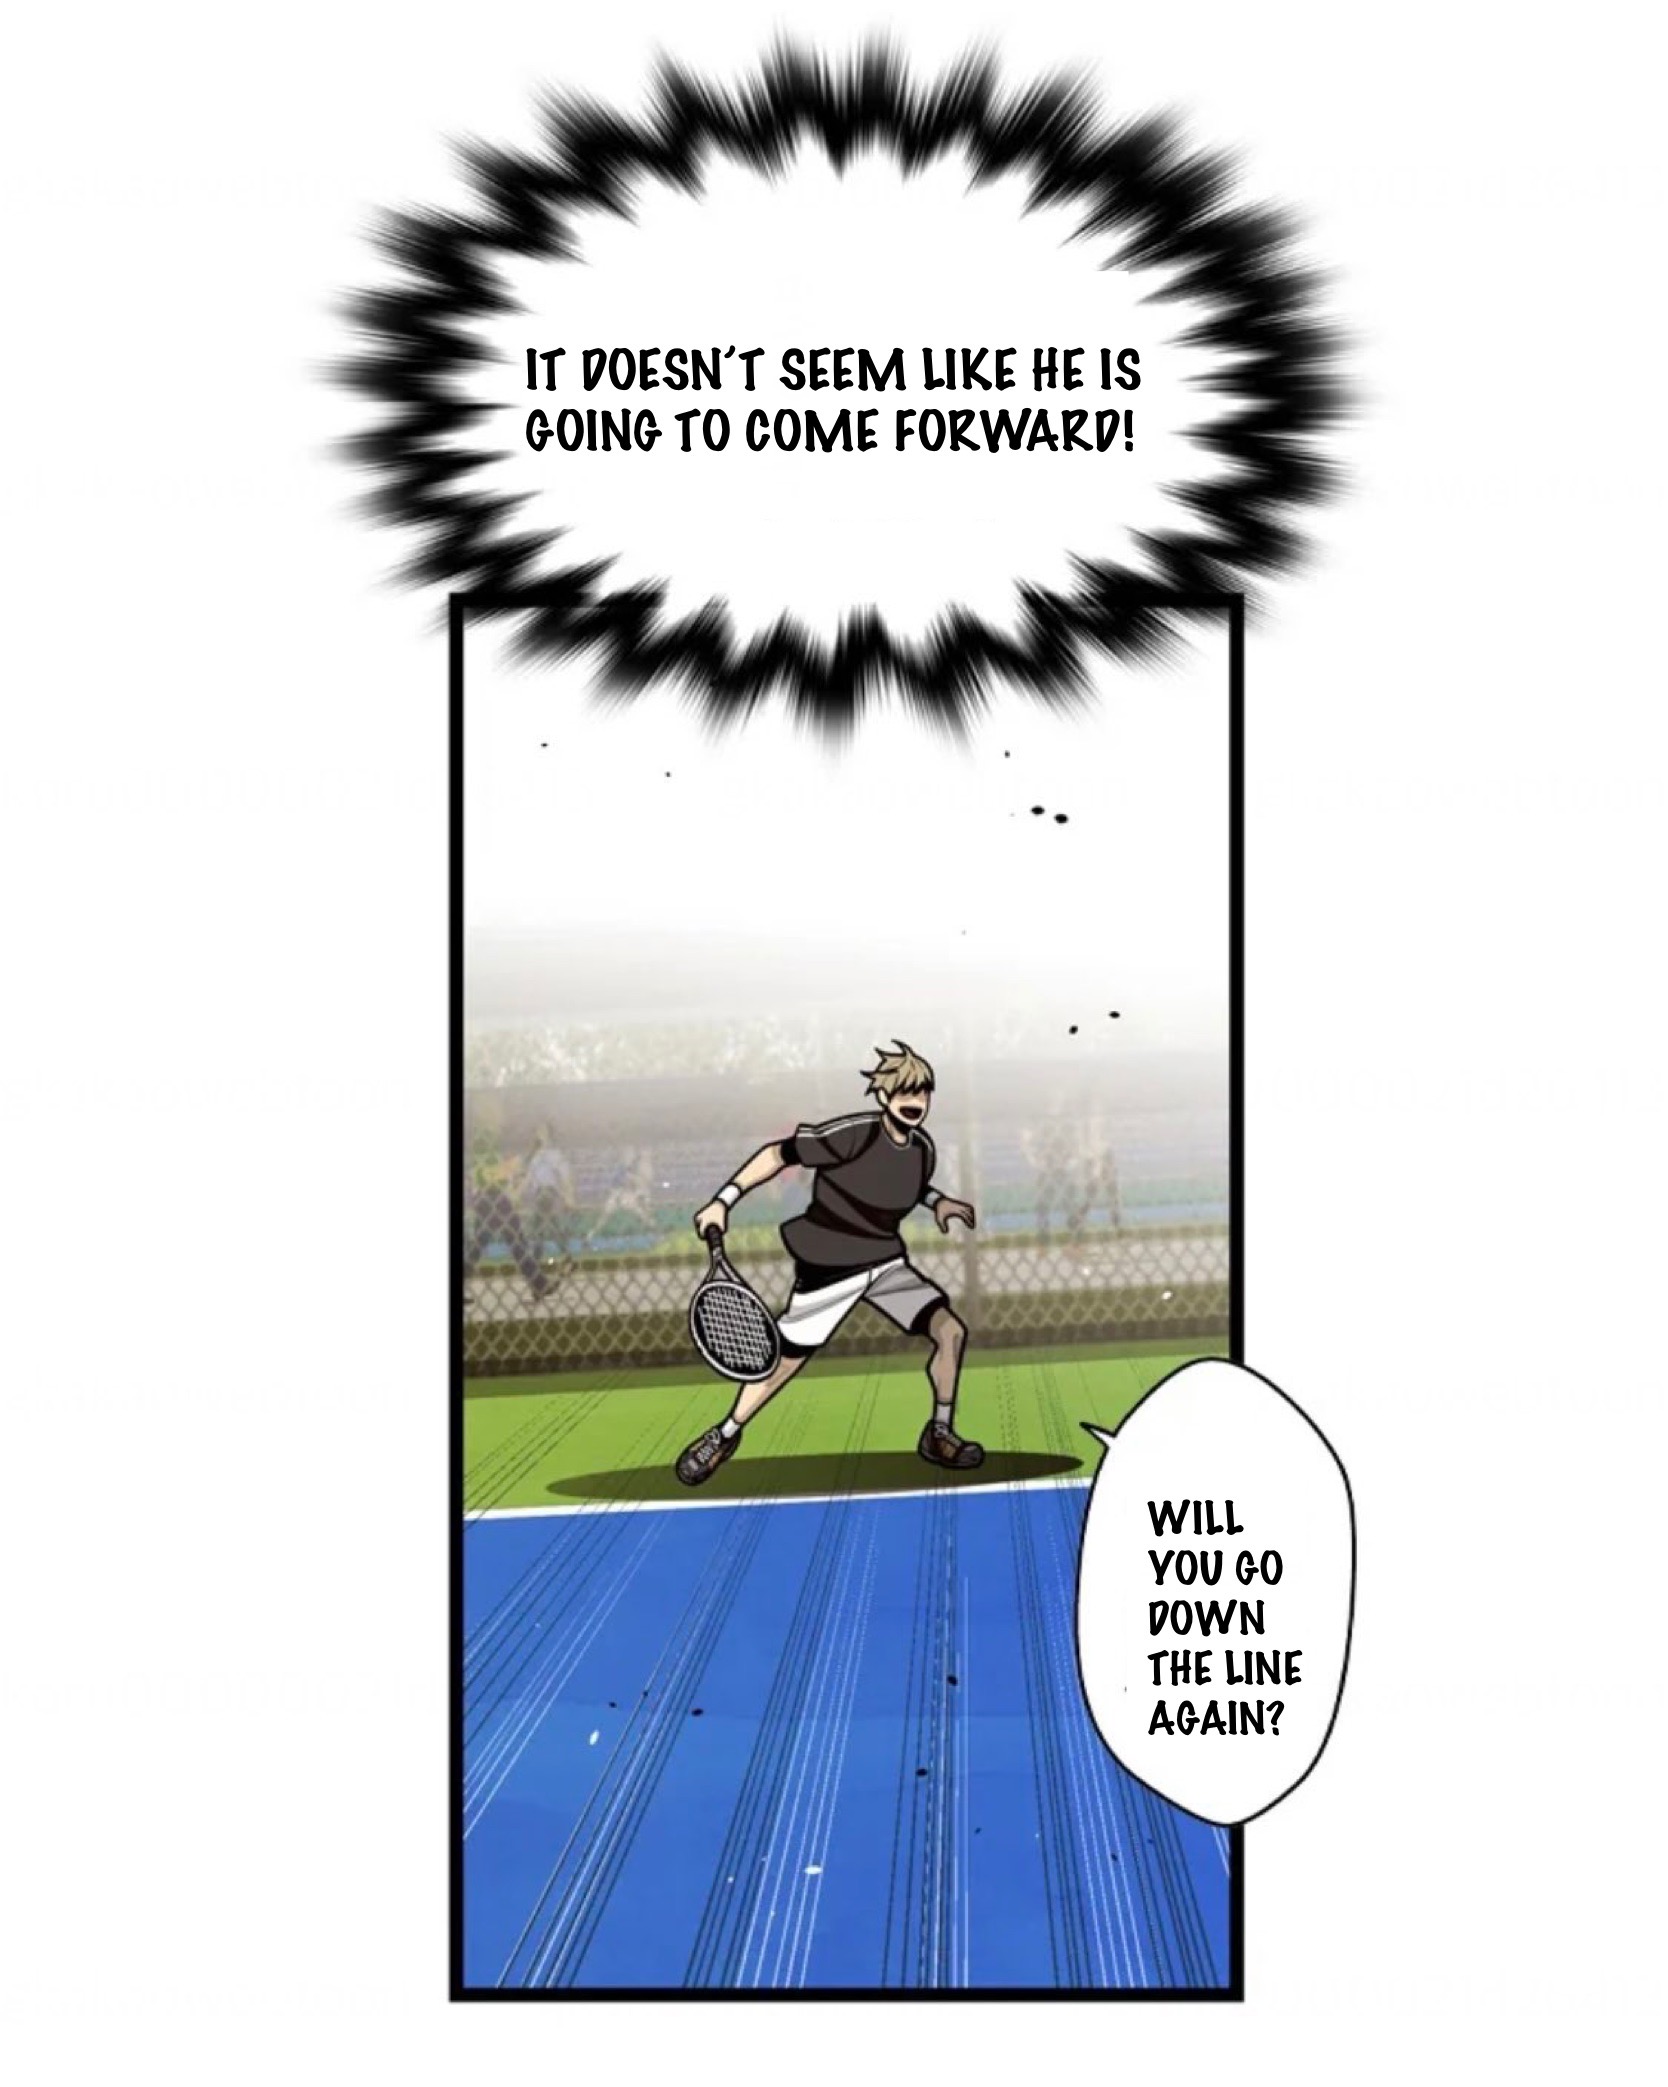 IT DOESN'T SEEM LIKE HE IS
GOING TO COME FORWARD!
WILL
YOU GO
DOWN
THE LINE
AGAIN?